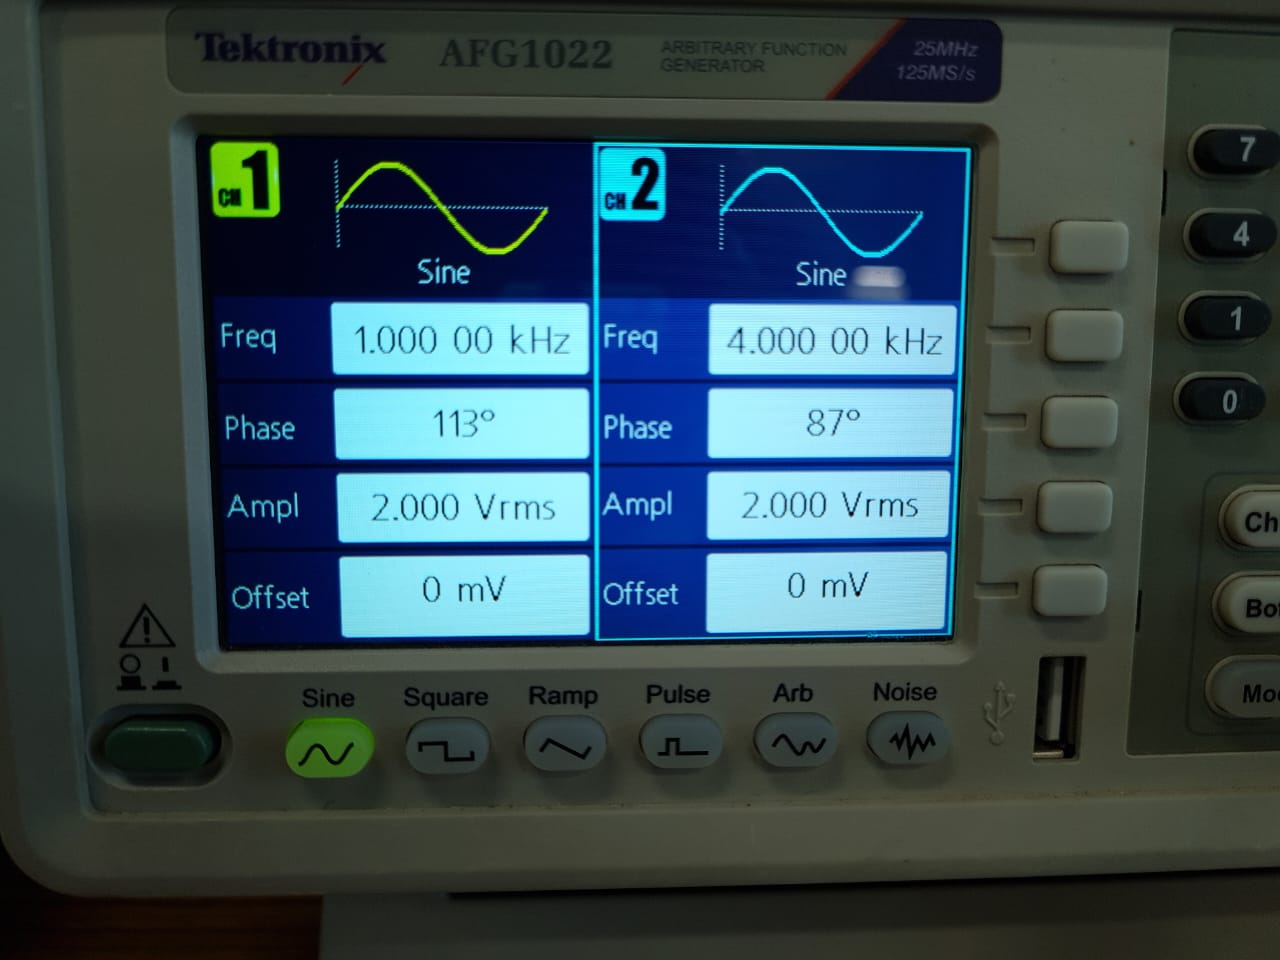 Tektronix AFG1022 ARBITRARY FUNCTION GENERATOR
25MHz
125MS/s
CH 1
Sine
Freq 1.000 00 kHz
Phase 113°
Ampl 2.000 Vrms
Offset 0 mV
CH 2
Sine
Freq 4.000 00 kHz
Phase 87°
Ampl 2.000 Vrms
Offset 0 mV
Sine Square Ramp Pulse Arb Noise
7
4
1
0
Ch
Bo
Mo